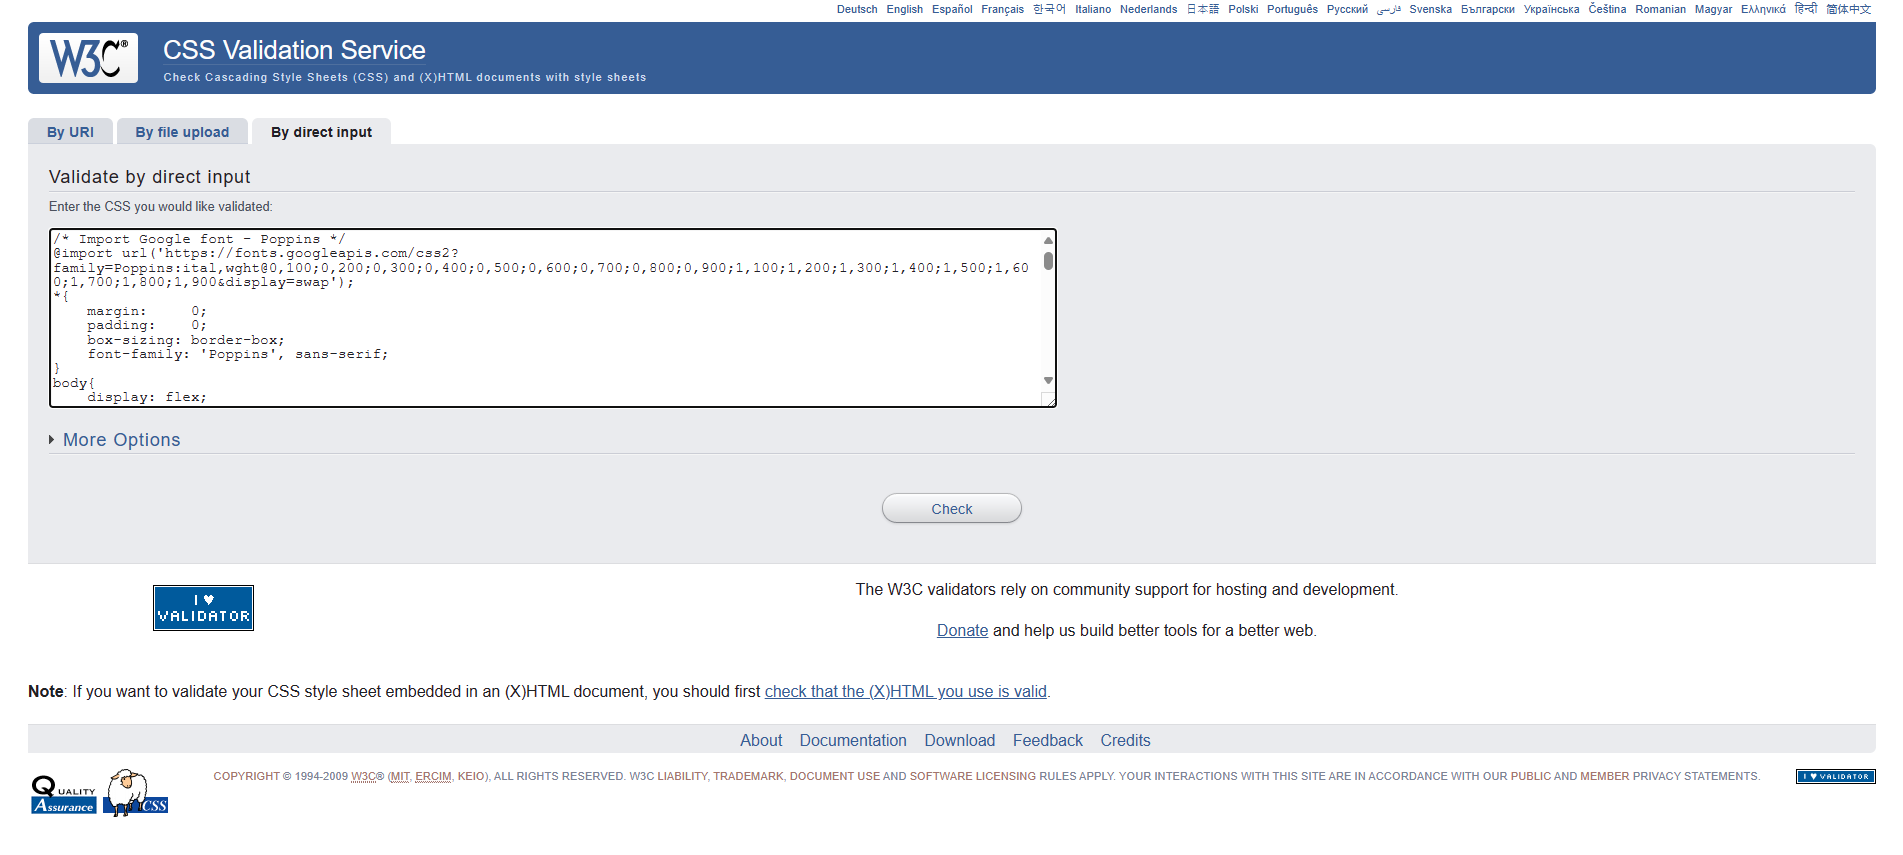 Deutsch English Español Français 한국어 Italiano Nederlands 日本語 Polski Português Русский فارسی Svenska Български Українська Čeština Romanian Magyar Ελληνικά हिन्दी 简体中文
W3C®
CSS Validation Service
Check Cascading Style Sheets (CSS) and (X)HTML documents with style sheets
By URI By file upload By direct input
Validate by direct input
Enter the CSS you would like validated:
/* Import Google font - Poppins */
@import url('https://fonts.googleapis.com/css2?
family=Poppins:ital,wght@0,100;0,200;0,300;0,400;0,500;0,600;0,700;0,800;0,900;1,100;1,200;1,300;1,400;1,500;1,60
0;1,700;1,800;1,900&display=swap');
*{
    margin:     0;
    padding:    0;
    box-sizing: border-box;
    font-family: 'Poppins', sans-serif;
}
body{
    display: flex;
More Options
Check
I ♥
VALIDATOR
The W3C validators rely on community support for hosting and development.
Donate and help us build better tools for a better web.
Note: If you want to validate your CSS style sheet embedded in an (X)HTML document, you should first check that the (X)HTML you use is valid.
About Documentation Download Feedback Credits
QUALITY
Assurance
CSS
COPYRIGHT © 1994-2009 W3C® (MIT, ERCIM, KEIO), ALL RIGHTS RESERVED. W3C LIABILITY, TRADEMARK, DOCUMENT USE AND SOFTWARE LICENSING RULES APPLY. YOUR INTERACTIONS WITH THIS SITE ARE IN ACCORDANCE WITH OUR PUBLIC AND MEMBER PRIVACY STATEMENTS.
I ♥ VALIDATOR